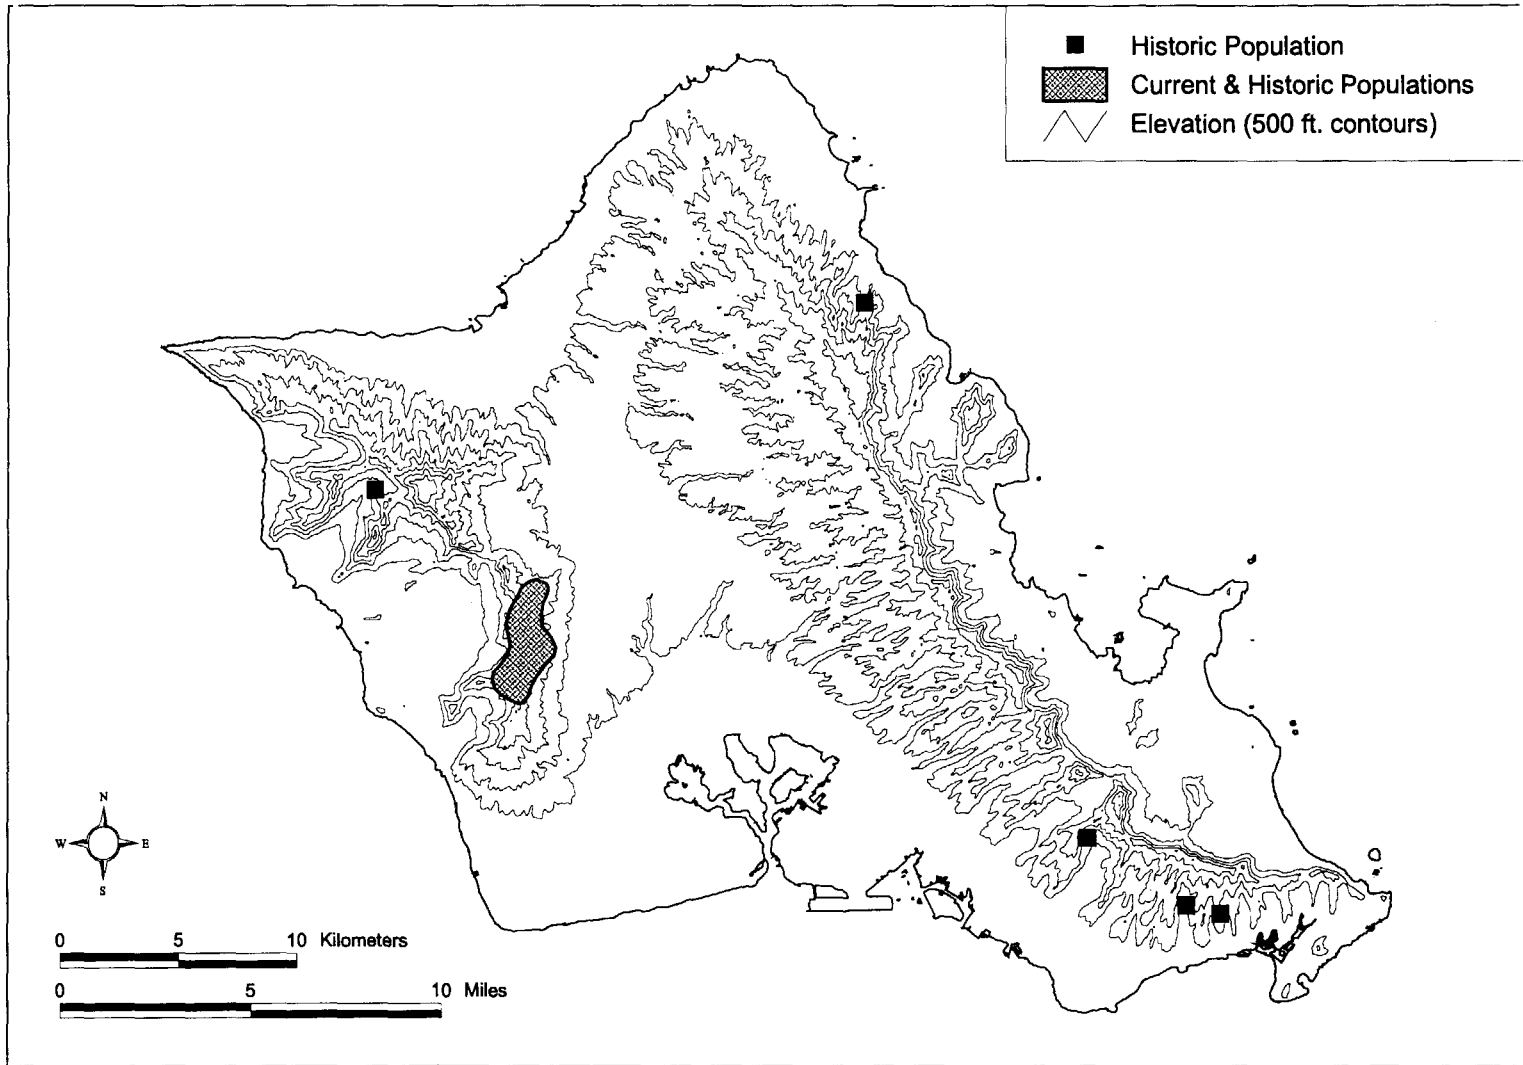 Historic Population
Current & Historic Populations
Elevation (500 ft. contours)
N
W E
S
0 5 10 Kilometers
0 5 10 Miles